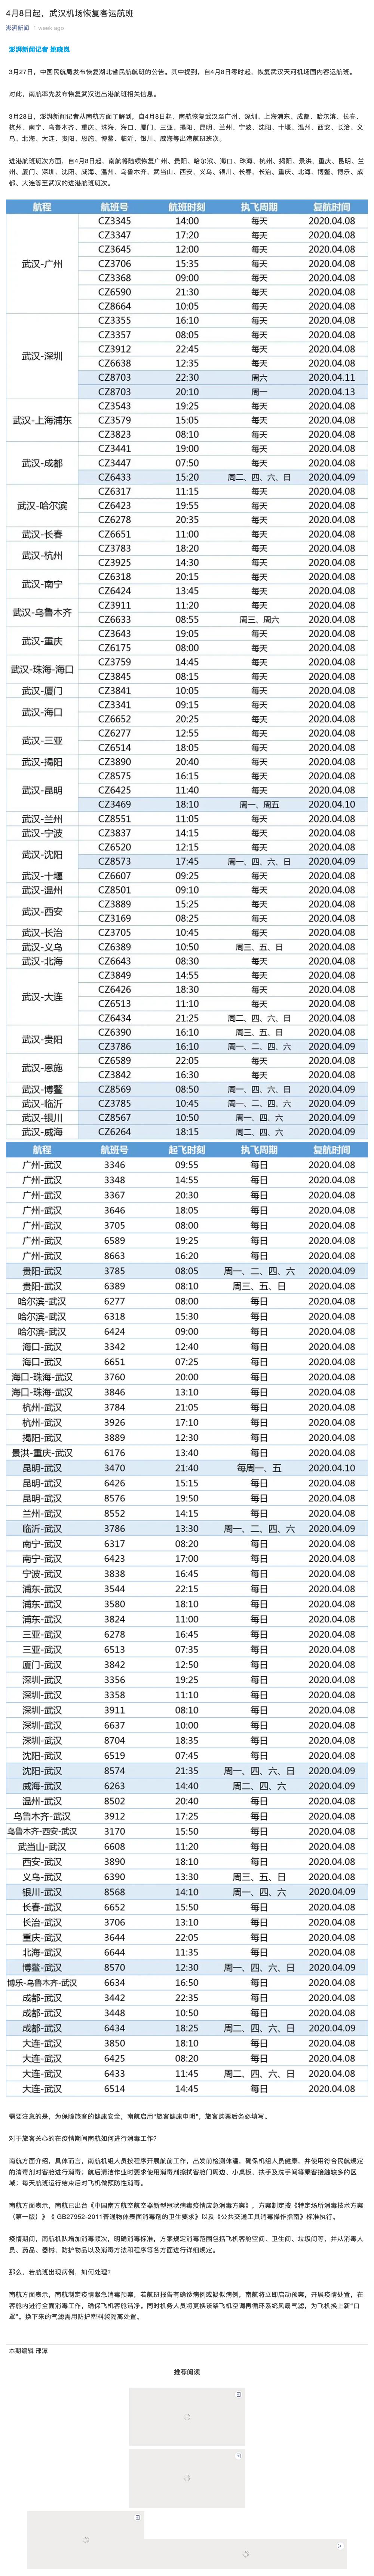 4月8日起，武汉机场恢复客运航班
澎湃新闻 1 week ago
澎湃新闻记者 姚晓岚
3月27日，中国民航局发布恢复湖北省民航航班的公告。其中提到，自4月8日零时起，恢复武汉天河机场国内客运航班。
对此，南航率先发布恢复武汉进出港航班相关信息。
3月28日，澎湃新闻记者从南航方面了解到，自4月8日起，南航恢复武汉至广州、深圳、上海浦东、成都、哈尔滨、长春、
杭州、南宁、乌鲁木齐、重庆、珠海、海口、厦门、三亚、揭阳、昆明、兰州、宁波、沈阳、十堰、温州、西安、长治、义
乌、北海、大连、贵阳、恩施、博鳌、临沂、银川、威海等出港航班班次。
进港航班班次方面，自4月8日起，南航将陆续恢复广州、贵阳、哈尔滨、海口、珠海、杭州、揭阳、景洪、重庆、昆明、兰
州、厦门、深圳、沈阳、威海、温州、乌鲁木齐、武当山、西安、义乌、银川、长春、长治、重庆、北海、博鳌、博乐、成
都、大连等至武汉的进港航班班次。
航程 航班号 航班时刻 执飞周期 复航时间
武汉-广州 CZ3345 14:00 每天 2020.04.08
CZ3347 17:20 每天 2020.04.08
CZ3645 12:00 每天 2020.04.08
CZ3706 15:35 每天 2020.04.08
CZ3368 09:00 每天 2020.04.08
CZ6590 21:30 每天 2020.04.08
CZ8664 10:05 每天 2020.04.08
武汉-深圳 CZ3355 16:10 每天 2020.04.08
CZ3357 08:05 每天 2020.04.08
CZ3912 22:45 每天 2020.04.08
CZ6638 12:35 每天 2020.04.08
CZ8703 22:30 周六 2020.04.11
CZ8703 20:10 周一 2020.04.13
武汉-上海浦东 CZ3543 19:25 每天 2020.04.08
CZ3579 15:05 每天 2020.04.08
CZ3823 08:10 每天 2020.04.08
武汉-成都 CZ3441 19:00 每天 2020.04.08
CZ3447 07:50 每天 2020.04.08
CZ6433 15:20 周二、四、六、日 2020.04.09
武汉-哈尔滨 CZ6317 11:15 每天 2020.04.08
CZ6423 19:55 每天 2020.04.08
CZ6278 20:35 每天 2020.04.08
武汉-长春 CZ6651 11:00 每天 2020.04.08
武汉-杭州 CZ3783 18:20 每天 2020.04.08
CZ3925 14:30 每天 2020.04.08
武汉-南宁 CZ6318 20:15 每天 2020.04.08
CZ6424 13:45 每天 2020.04.08
武汉-乌鲁木齐 CZ3911 11:20 每天 2020.04.08
CZ6633 08:55 周三、周六 2020.04.08
武汉-重庆 CZ3643 19:05 每天 2020.04.08
CZ6175 08:00 每天 2020.04.08
武汉-珠海-海口 CZ3759 14:45 每天 2020.04.08
CZ3845 08:15 每天 2020.04.08
武汉-厦门 CZ3841 10:05 每天 2020.04.08
武汉-海口 CZ3341 09:15 每天 2020.04.08
CZ6652 20:25 每天 2020.04.08
武汉-三亚 CZ6277 12:55 每天 2020.04.08
CZ6514 18:05 每天 2020.04.08
武汉-揭阳 CZ3890 20:40 每天 2020.04.08
武汉-昆明 CZ8575 16:15 每天 2020.04.08
CZ6425 11:40 每天 2020.04.08
CZ3469 18:10 周一、周五 2020.04.10
武汉-兰州 CZ8551 11:05 每天 2020.04.08
武汉-宁波 CZ3837 14:15 每天 2020.04.08
武汉-沈阳 CZ6520 12:15 每天 2020.04.08
CZ8573 17:45 周一、四、六、日 2020.04.09
武汉-十堰 CZ6607 09:25 每天 2020.04.08
武汉-温州 CZ8501 09:10 每天 2020.04.08
武汉-西安 CZ3889 15:25 每天 2020.04.08
CZ3169 08:25 每天 2020.04.08
武汉-长治 CZ3705 10:45 每天 2020.04.08
武汉-义乌 CZ6389 10:50 周三、五、日 2020.04.08
武汉-北海 CZ6643 08:30 每天 2020.04.08
武汉-大连 CZ3849 14:55 每天 2020.04.08
CZ6426 18:30 每天 2020.04.08
CZ6513 11:10 每天 2020.04.08
CZ6434 21:25 周二、四、六、日 2020.04.08
武汉-贵阳 CZ6390 16:10 周三、五、日 2020.04.08
CZ3786 16:10 周一、二、四、六 2020.04.09
武汉-恩施 CZ6589 22:05 每天 2020.04.08
CZ3842 16:30 每天 2020.04.08
武汉-博鳌 CZ8569 08:50 周一、四、六、日 2020.04.09
武汉-临沂 CZ3785 10:45 周一、二、四、六 2020.04.09
武汉-银川 CZ8567 10:50 周一、四、六 2020.04.09
武汉-威海 CZ6264 18:15 周二、四、六 2020.04.09
航程 航班号 起飞时刻 执飞周期 复航时间
广州-武汉 3346 09:55 每日 2020.04.08
广州-武汉 3348 14:55 每日 2020.04.08
广州-武汉 3367 20:30 每日 2020.04.08
广州-武汉 3646 18:05 每日 2020.04.08
广州-武汉 3705 08:00 每日 2020.04.08
广州-武汉 6589 19:25 每日 2020.04.08
广州-武汉 8663 16:20 每日 2020.04.08
贵阳-武汉 3785 08:05 周一、二、四、六 2020.04.09
贵阳-武汉 6389 08:10 周三、五、日 2020.04.08
哈尔滨-武汉 6277 08:00 每日 2020.04.08
哈尔滨-武汉 6318 15:30 每日 2020.04.08
哈尔滨-武汉 6424 09:00 每日 2020.04.08
海口-武汉 3342 12:40 每日 2020.04.08
海口-武汉 6651 07:25 每日 2020.04.08
海口-珠海-武汉 3760 20:00 每日 2020.04.08
海口-珠海-武汉 3846 13:10 每日 2020.04.08
杭州-武汉 3784 21:05 每日 2020.04.08
杭州-武汉 3926 17:10 每日 2020.04.08
揭阳-武汉 3889 12:30 每日 2020.04.08
景洪-重庆-武汉 6176 13:40 每日 2020.04.08
昆明-武汉 3470 21:40 每周一、五 2020.04.10
昆明-武汉 6426 15:15 每日 2020.04.08
昆明-武汉 8576 19:50 每日 2020.04.08
兰州-武汉 8552 14:15 每日 2020.04.08
临沂-武汉 3786 13:30 周一、二、四、六 2020.04.09
南宁-武汉 6317 08:20 每日 2020.04.08
南宁-武汉 6423 17:00 每日 2020.04.08
宁波-武汉 3838 16:45 每日 2020.04.08
浦东-武汉 3544 22:15 每日 2020.04.08
浦东-武汉 3580 18:10 每日 2020.04.08
浦东-武汉 3824 11:00 每日 2020.04.08
三亚-武汉 6278 16:45 每日 2020.04.08
三亚-武汉 6513 07:35 每日 2020.04.08
厦门-武汉 3842 12:50 每日 2020.04.08
深圳-武汉 3356 19:25 每日 2020.04.08
深圳-武汉 3358 11:10 每日 2020.04.08
深圳-武汉 3911 08:10 每日 2020.04.08
深圳-武汉 6637 10:00 每日 2020.04.08
深圳-武汉 8704 18:35 每日 2020.04.08
沈阳-武汉 6519 07:45 每日 2020.04.08
沈阳-武汉 8574 21:35 周一、四、六、日 2020.04.09
威海-武汉 6263 14:40 周二、四、六 2020.04.09
温州-武汉 8502 20:40 每日 2020.04.08
乌鲁木齐-武汉 3912 17:25 每日 2020.04.08
乌鲁木齐-西安-武汉 3170 15:50 每日 2020.04.08
武当山-武汉 6608 11:20 每日 2020.04.08
西安-武汉 3890 18:10 每日 2020.04.08
义乌-武汉 6390 13:30 周三、五、日 2020.04.08
银川-武汉 8568 14:10 周一、四、六 2020.04.09
长春-武汉 6652 15:50 每日 2020.04.08
长治-武汉 3706 13:10 每日 2020.04.08
重庆-武汉 3644 22:05 每日 2020.04.08
北海-武汉 6644 11:35 每日 2020.04.08
博鳌-武汉 8570 12:30 周一、四、六、日 2020.04.09
博乐-乌鲁木齐-武汉 6634 16:50 每日 2020.04.08
成都-武汉 3442 22:35 每日 2020.04.08
成都-武汉 3448 10:50 每日 2020.04.08
成都-武汉 6434 18:25 周二、四、六、日 2020.04.09
大连-武汉 3850 18:10 每日 2020.04.08
大连-武汉 6425 08:20 每日 2020.04.08
大连-武汉 6433 11:45 周二、四、六、日 2020.04.08
大连-武汉 6514 14:45 每日 2020.04.08
需要注意的是，为保障旅客的健康安全，南航启用“旅客健康申明”，旅客购票后务必填写。
对于旅客关心的在疫情期间南航如何进行消毒工作？
南航方面介绍，具体而言，南航机组人员按程序开展航前工作，出发前检测体温，确保机组人员健康，并使用符合民航规定
的消毒剂对客舱进行消毒；航后清洁作业时要求使用消毒剂擦拭客舱门周边、小桌板，扶手及洗手间等乘客接触较多的区
域；每天航班运行结束后对飞机做预防性消毒。
南航方面表示，南航已出台《中国南方航空航空器新型冠状病毒疫情应急消毒方案》，方案制定按《特定场所消毒技术方案
（第一版）》《 GB27952-2011普通物体表面消毒剂的卫生要求》以及《公共交通工具消毒操作指南》标准执行。
疫情期间，南航机队增加消毒频次，明确消毒标准，方案规定消毒范围包括飞机客舱空间、卫生间、垃圾间等，并从消毒人
员、药品、器械、防护物品以及消毒方法和程序等各方面进行详细规定。
那么，若航班出现病例，如何处理？
南航方面表示，南航制定疫情紧急消毒预案，若航班报告有确诊病例或疑似病例，南航将立即启动预案，开展疫情处置，在
客舱内进行全面消毒工作，确保飞机客舱洁净。同时机务人员将更换该架飞机空调再循环系统风扇气滤，为飞机换上新“口
罩”。换下来的气滤需用防护塑料袋隔离处置。
本期编辑 邢潭
推荐阅读